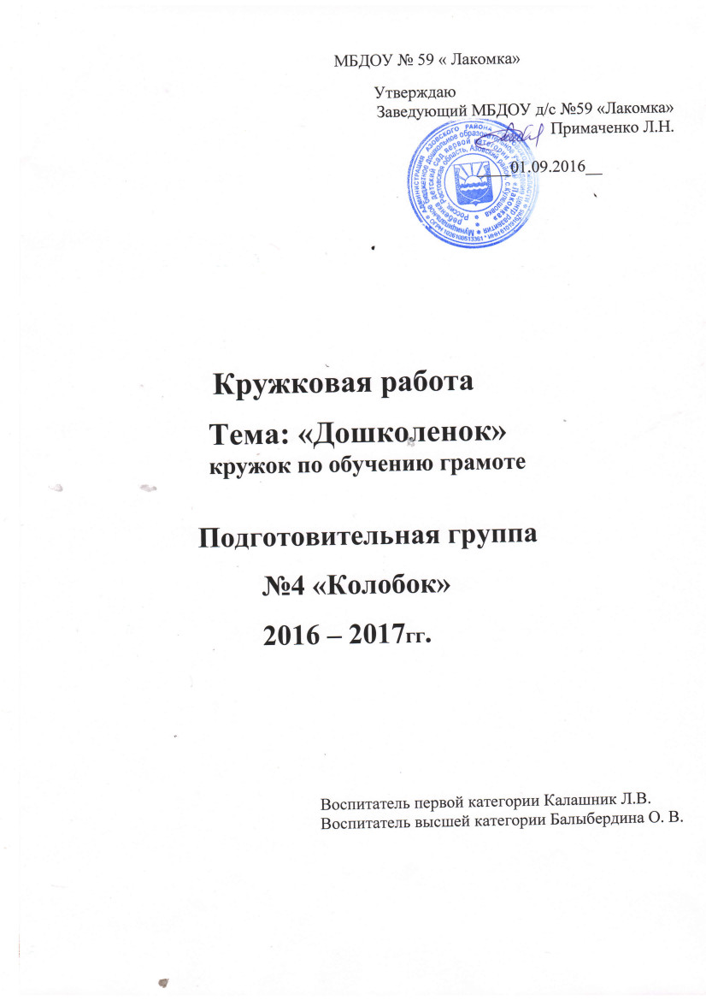 МБДОУ № 59 « Лакомка»
Утверждаю
Заведующий МБДОУ д/с №59 «Лакомка»
Примаченко Л.Н.
01.09.2016__
Кружковая работа
Тема: «Дошколенок»
кружок по обучению грамоте
Подготовительная группа
№4 «Колобок»
2016 – 2017гг.
Воспитатель первой категории Калашник Л.В.
Воспитатель высшей категории Балыбердина О. В.